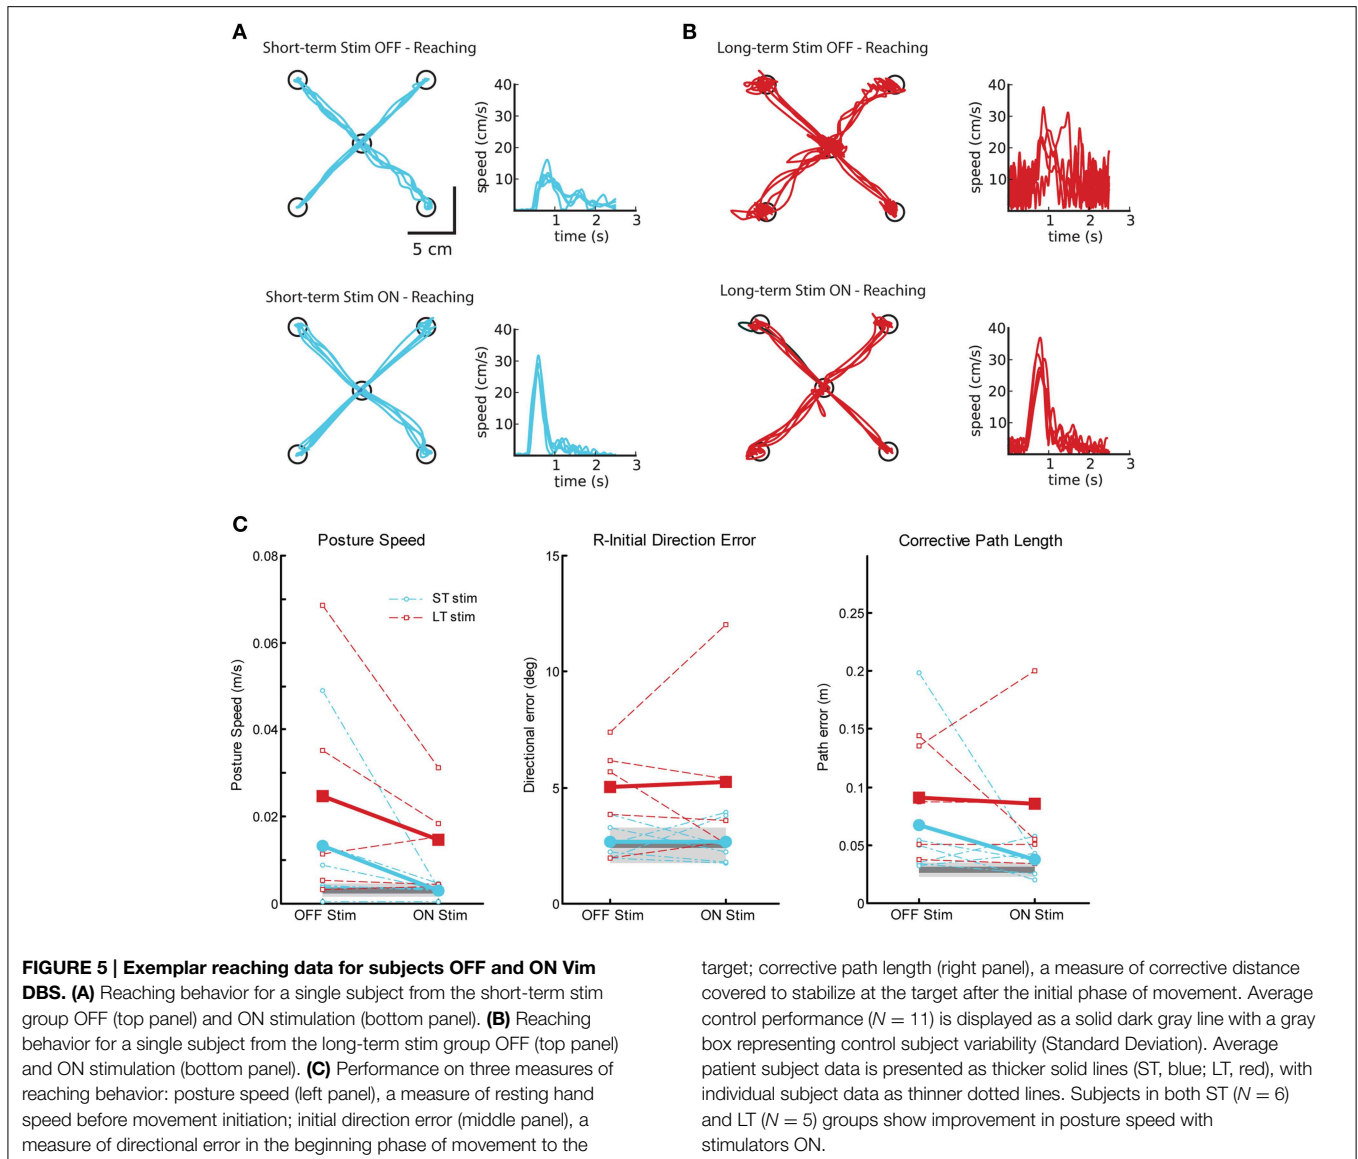 A
Short-term Stim OFF - Reaching
40
30
20
10
speed (cm/s)
1 2 3
time (s)
5 cm
Short-term Stim ON - Reaching
40
30
20
10
speed (cm/s)
1 2 3
time (s)
B
Long-term Stim OFF - Reaching
40
30
20
10
speed (cm/s)
1 2 3
time (s)
Long-term Stim ON - Reaching
40
30
20
10
speed (cm/s)
1 2 3
time (s)
C
Posture Speed
0.08
0.06
0.04
0.02
0
Posture Speed (m/s)
ST stim
LT stim
OFF Stim ON Stim
R-Initial Direction Error
15
10
5
0
Directional error (deg)
OFF Stim ON Stim
Corrective Path Length
0.25
0.2
0.15
0.1
0.05
0
Path error (m)
OFF Stim ON Stim
FIGURE 5 | Exemplar reaching data for subjects OFF and ON Vim
DBS. (A) Reaching behavior for a single subject from the short-term stim
group OFF (top panel) and ON stimulation (bottom panel). (B) Reaching
behavior for a single subject from the long-term stim group OFF (top panel)
and ON stimulation (bottom panel). (C) Performance on three measures of
reaching behavior: posture speed (left panel), a measure of resting hand
speed before movement initiation; initial direction error (middle panel), a
measure of directional error in the beginning phase of movement to the
target; corrective path length (right panel), a measure of corrective distance
covered to stabilize at the target after the initial phase of movement. Average
control performance (N = 11) is displayed as a solid dark gray line with a gray
box representing control subject variability (Standard Deviation). Average
patient subject data is presented as thicker solid lines (ST, blue; LT, red), with
individual subject data as thinner dotted lines. Subjects in both ST (N = 6)
and LT (N = 5) groups show improvement in posture speed with
stimulators ON.